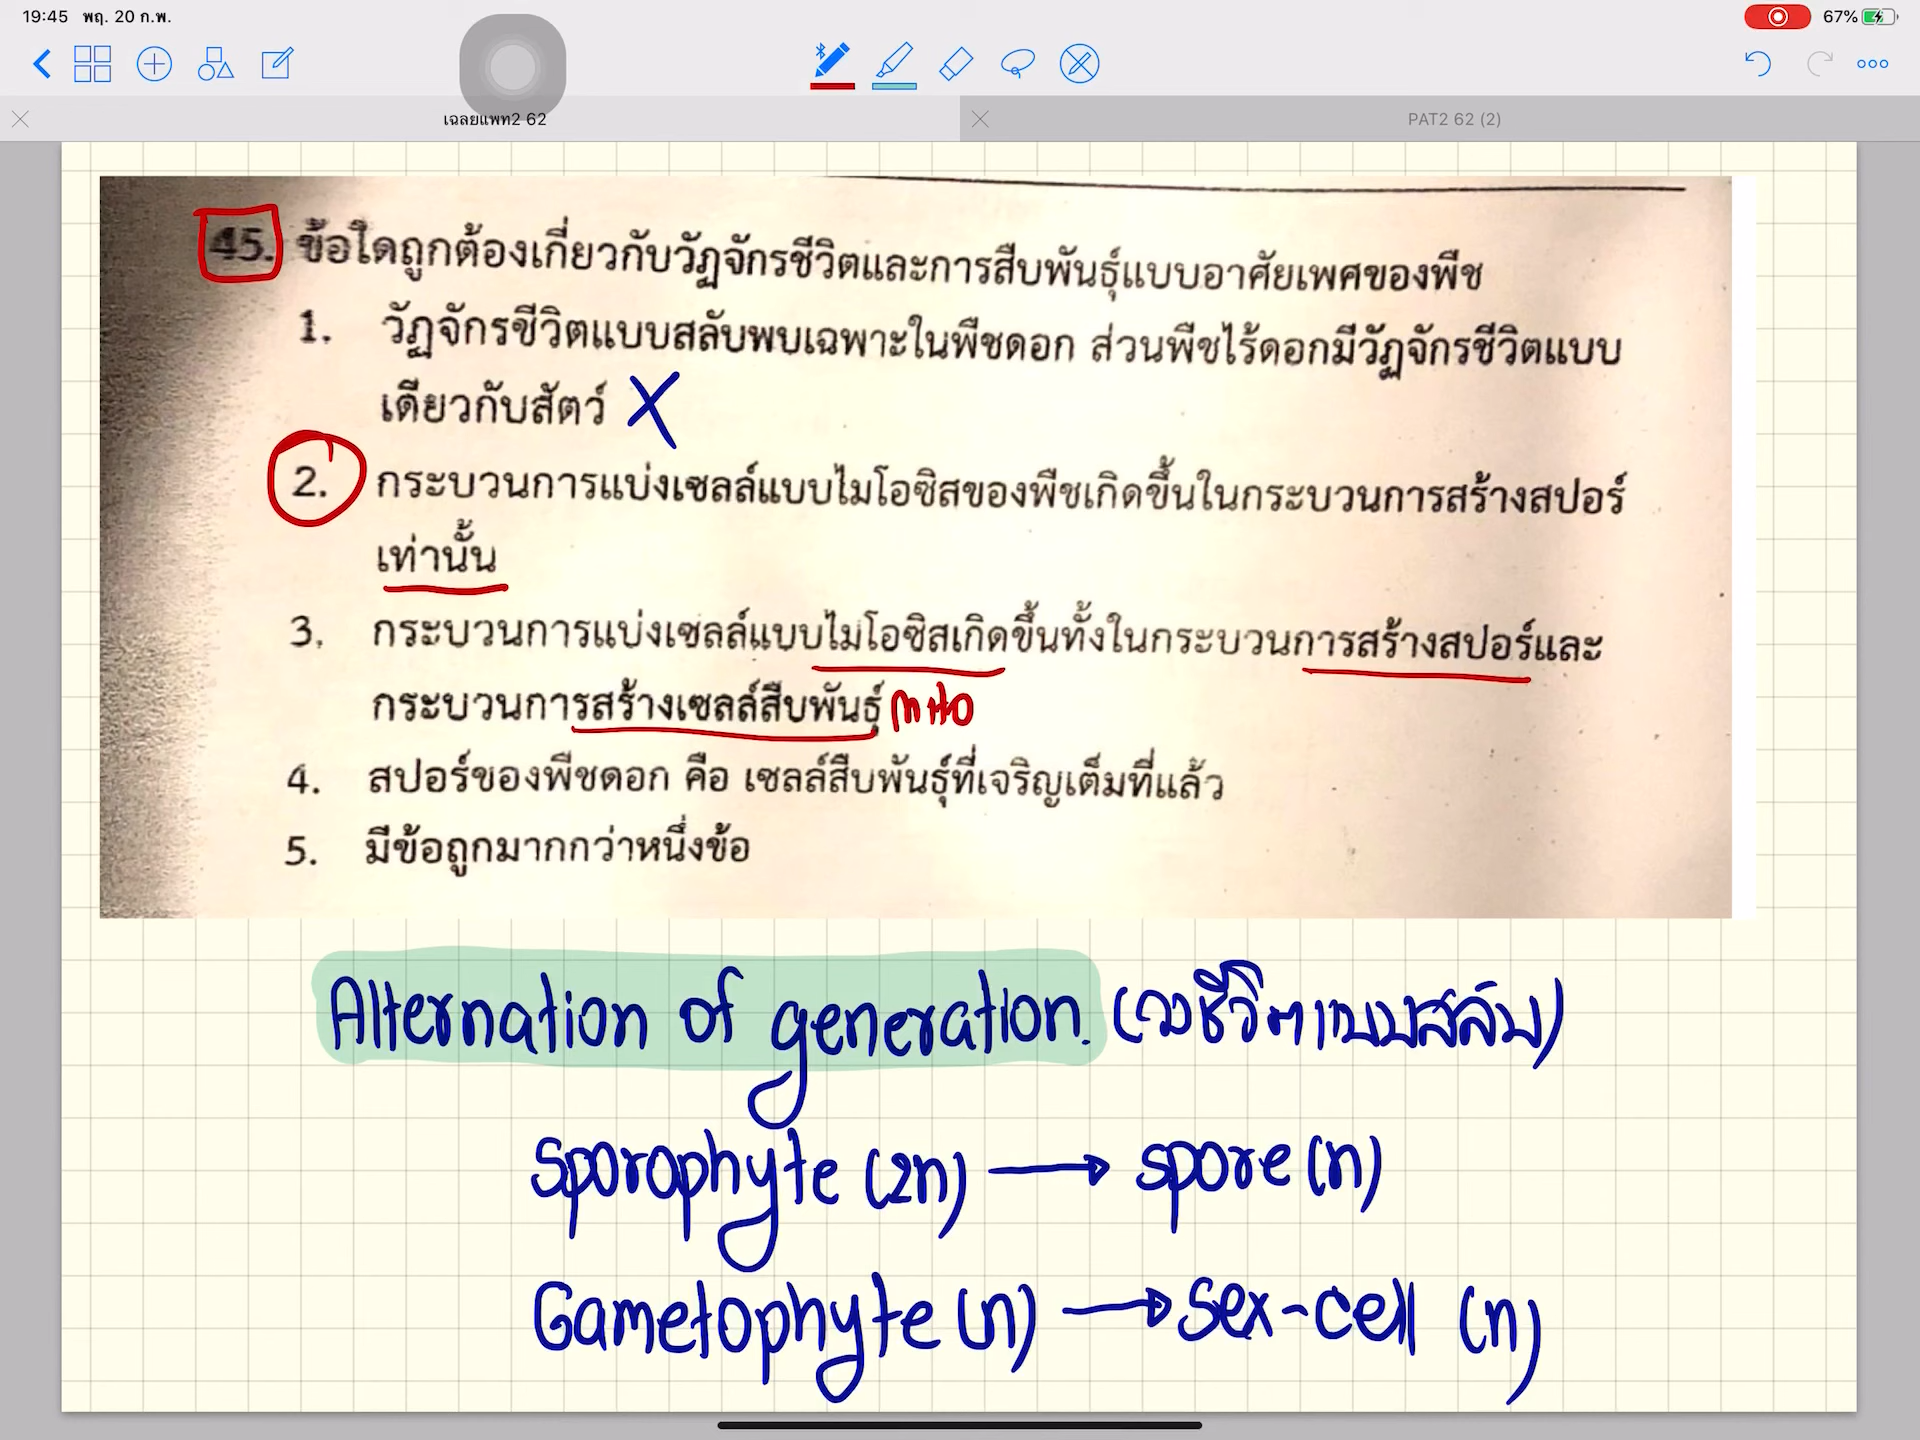 19:45 พฤ. 20 ก.พ.
67%
เฉลยแพท2 62
PAT2 62 (2)
45. ข้อใดถูกต้องเกี่ยวกับวัฏจักรชีวิตและการสืบพันธุ์แบบอาศัยเพศของพืช
1. วัฏจักรชีวิตแบบสลับพบเฉพาะในพืชดอก ส่วนพืชไร้ดอกมีวัฏจักรชีวิตแบบ
เดียวกับสัตว์ X
2. กระบวนการแบ่งเซลล์แบบไมโอซิสของพืชเกิดขึ้นในกระบวนการสร้างสปอร์
เท่านั้น
3. กระบวนการแบ่งเซลล์แบบไมโอซิสเกิดขึ้นทั้งในกระบวนการสร้างสปอร์และ
กระบวนการสร้างเซลล์สืบพันธุ์ mito
4. สปอร์ของพืชดอก คือ เซลล์สืบพันธุ์ที่เจริญเต็มที่แล้ว
5. มีข้อถูกมากกว่าหนึ่งข้อ
Alternation of generation. (วงชีวิตแบบสลับ)
Sporophyte (2n) → spore (n)
Gametophyte (n) → Sex-cell (n)